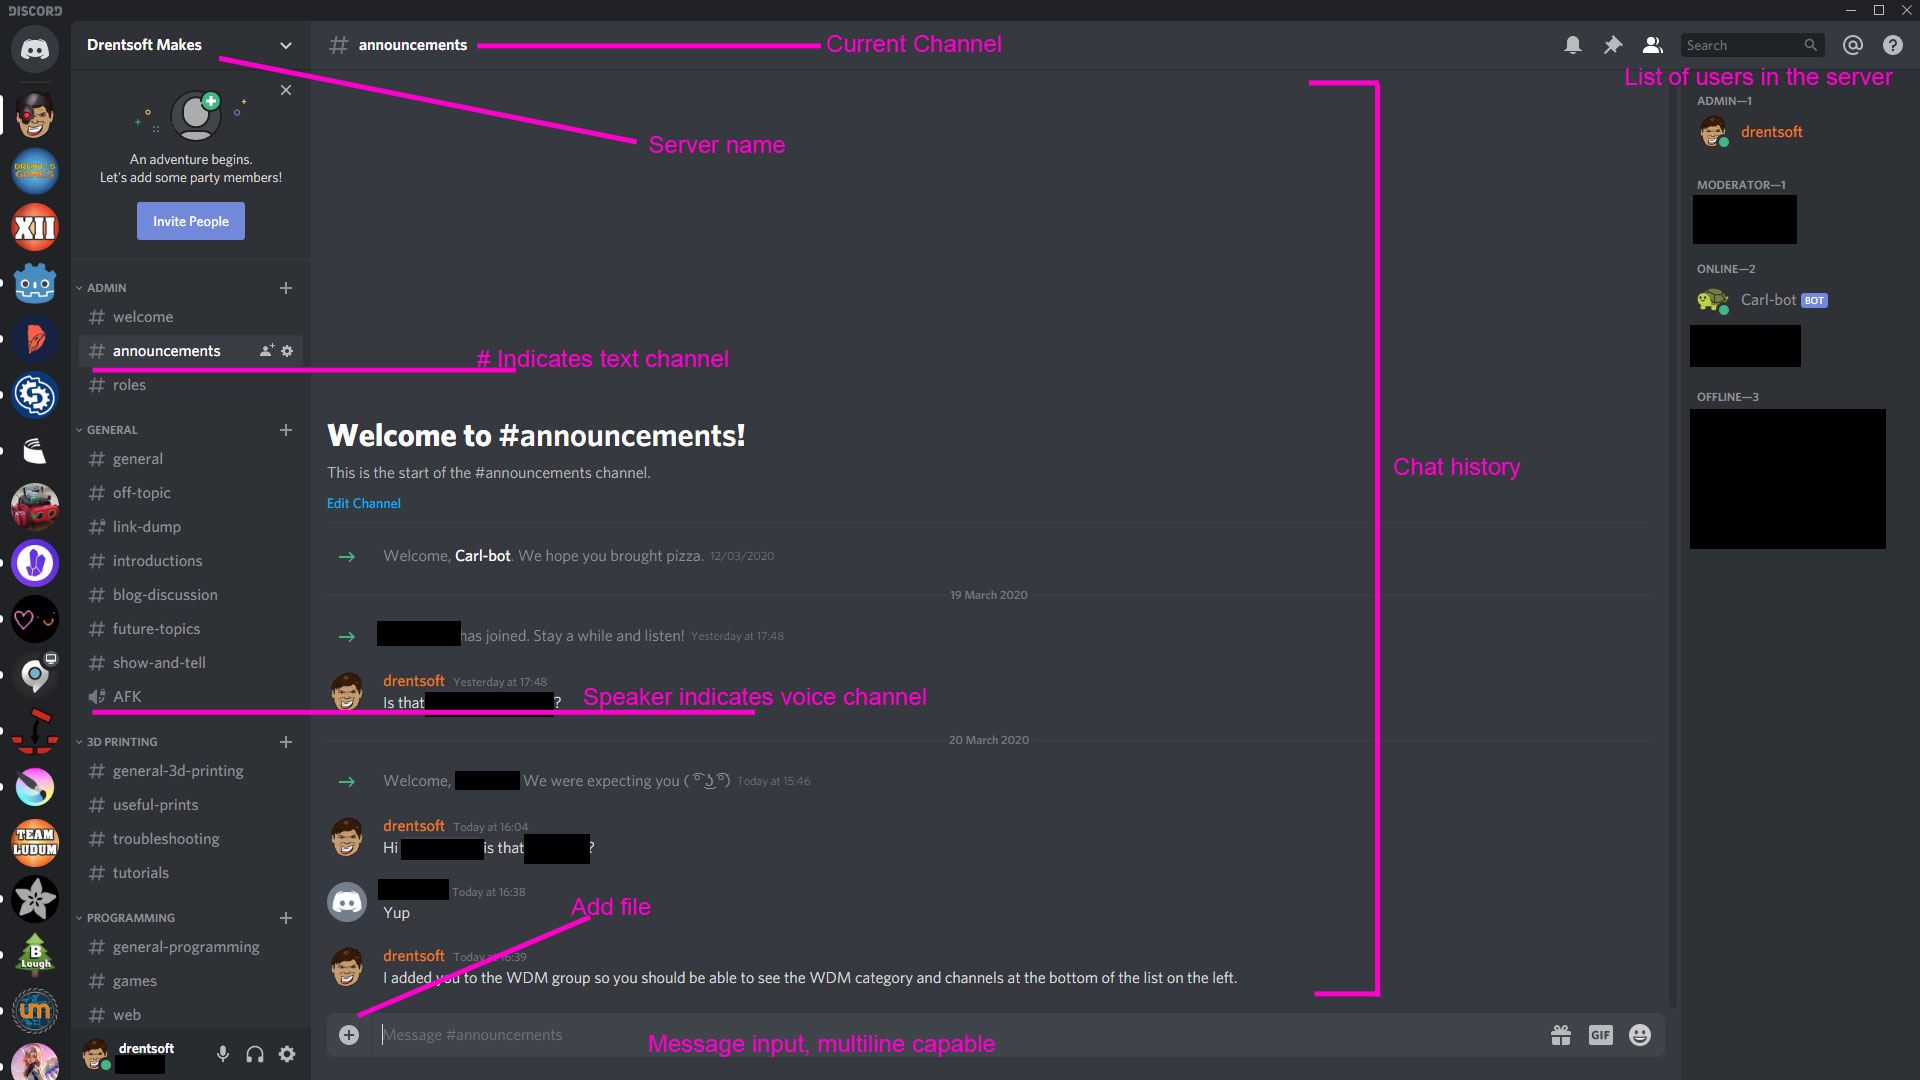 DISCORD
Drentsoft Makes
# announcements
Current Channel
Search
List of users in the server
Server name
An adventure begins.
Let's add some party members!
Invite People
DRENT'S GAMES
XII
TEAM LUDUM
B Lough
um
ADMIN
# welcome
# announcements
# roles
# Indicates text channel
GENERAL
# general
# off-topic
# link-dump
# introductions
# blog-discussion
# future-topics
# show-and-tell
AFK
3D PRINTING
# general-3d-printing
# useful-prints
# troubleshooting
# tutorials
PROGRAMMING
# general-programming
# games
# web
drentsoft
Welcome to #announcements!
This is the start of the #announcements channel.
Edit Channel
Welcome, Carl-bot. We hope you brought pizza. 12/03/2020
19 March 2020
has joined. Stay a while and listen! Yesterday at 17:48
drentsoft Yesterday at 17:48
Is that ?
Speaker indicates voice channel
20 March 2020
Welcome, We were expecting you ( ͡° ͜ʖ ͡°) Today at 15:46
drentsoft Today at 16:04
Hi is that ?
Today at 16:38
Yup
Add file
drentsoft Today at 16:39
I added you to the WDM group so you should be able to see the WDM category and channels at the bottom of the list on the left.
Message #announcements
Message input, multiline capable
GIF
Chat history
ADMIN—1
drentsoft
MODERATOR—1
ONLINE—2
Carl-bot BOT
OFFLINE—3